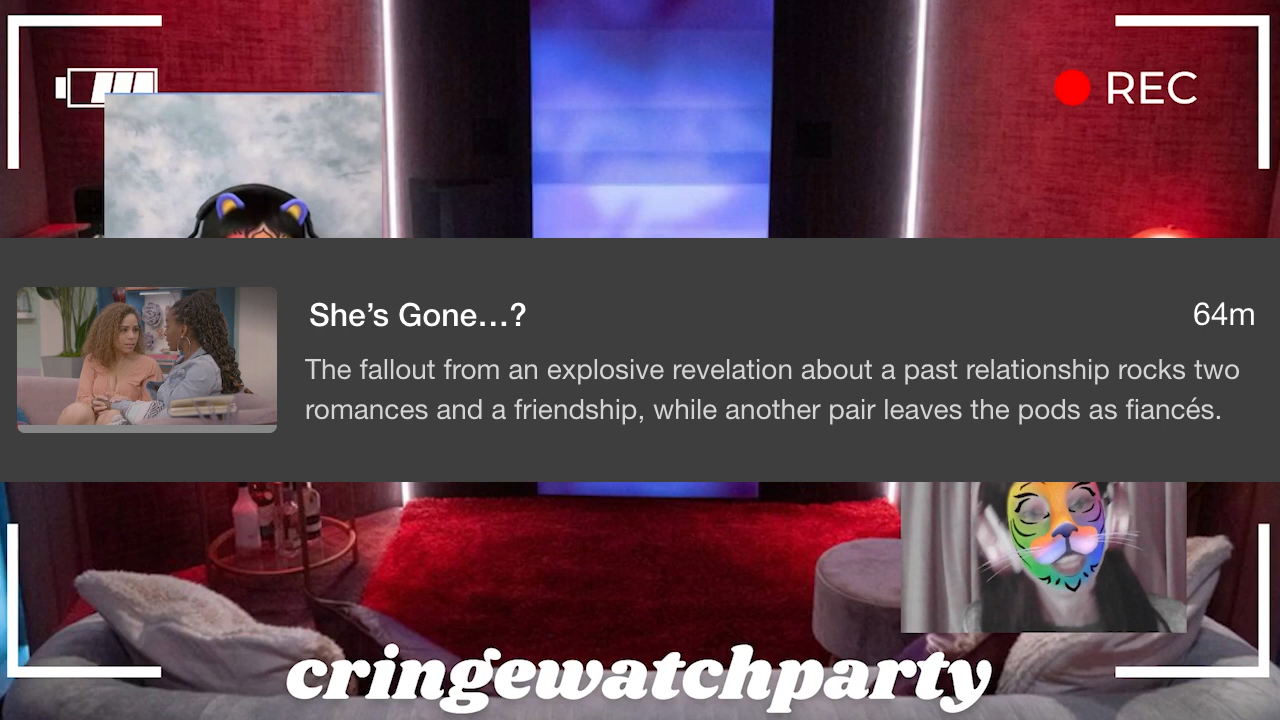 REC
She's Gone...?
64m
The fallout from an explosive revelation about a past relationship rocks two
romances and a friendship, while another pair leaves the pods as fiancés.
cringewatchparty